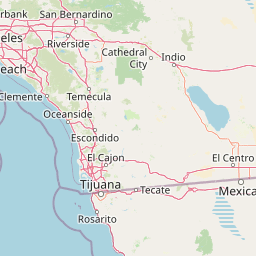 rbank
San Bernardino
eles
Riverside
Cathedral
City
Indio
each
Temecula
Clemente
Oceanside
Escondido
El Cajon
El Centro
Tijuana
Tecate
Mexica
Rosarito